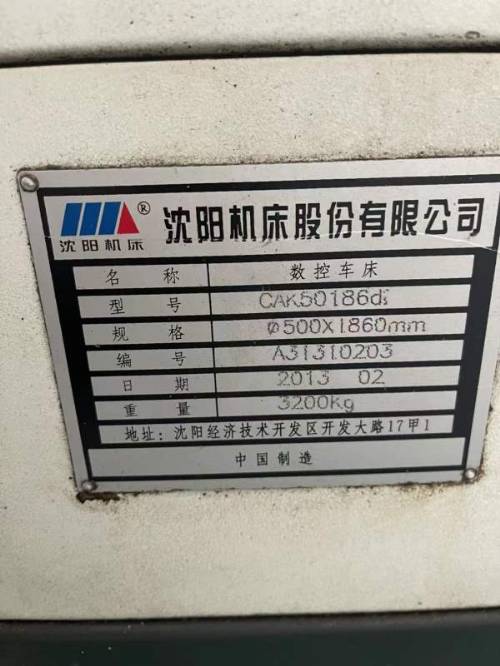 ® 沈阳机床股份有限公司
沈阳机床
名称 数控车床
型号 CAK50186di
规格 Φ500X1860mm
编号 A31310203
日期 2013 02
重量 3200Kg
地址: 沈阳经济技术开发区开发大路17甲1
中国制造